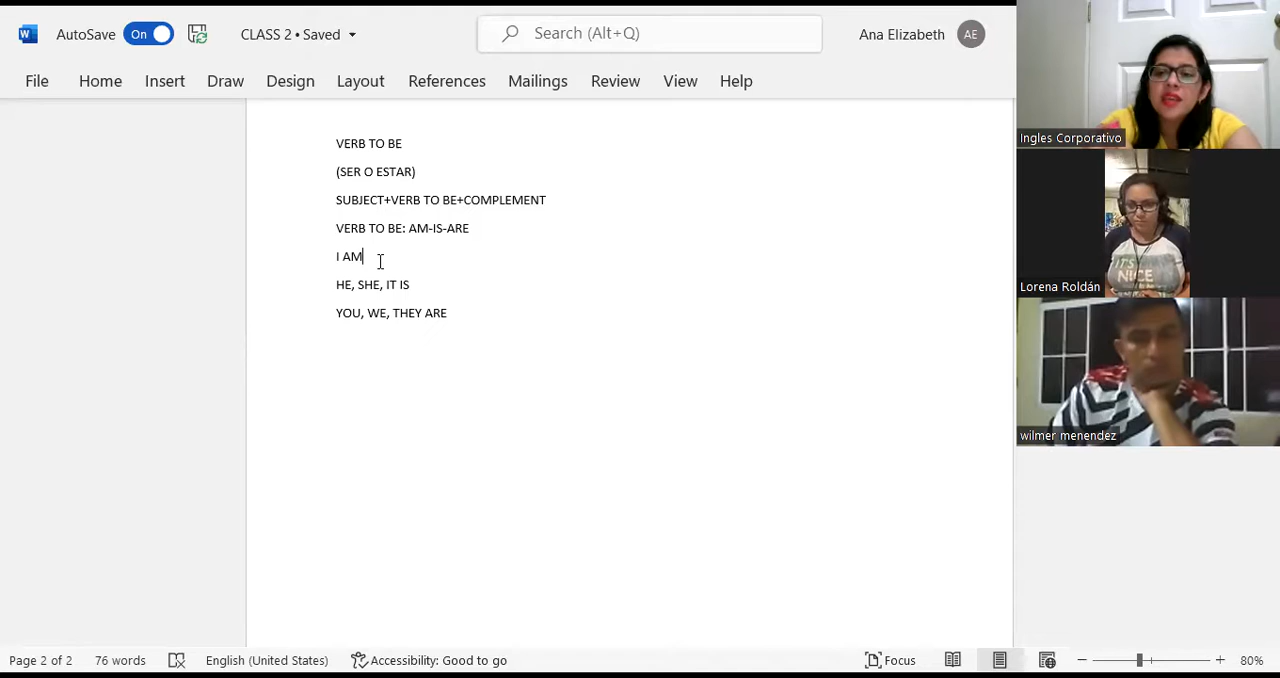 AutoSave On CLASS 2 • Saved Search (Alt+Q) Ana Elizabeth AE
File Home Insert Draw Design Layout References Mailings Review View Help
VERB TO BE
(SER O ESTAR)
SUBJECT+VERB TO BE+COMPLEMENT
VERB TO BE: AM-IS-ARE
I AM
HE, SHE, IT IS
YOU, WE, THEY ARE
Ingles Corporativo
IT'S
NICE
Lorena Roldán
wilmer menendez
Page 2 of 2 76 words English (United States) Accessibility: Good to go Focus 80%